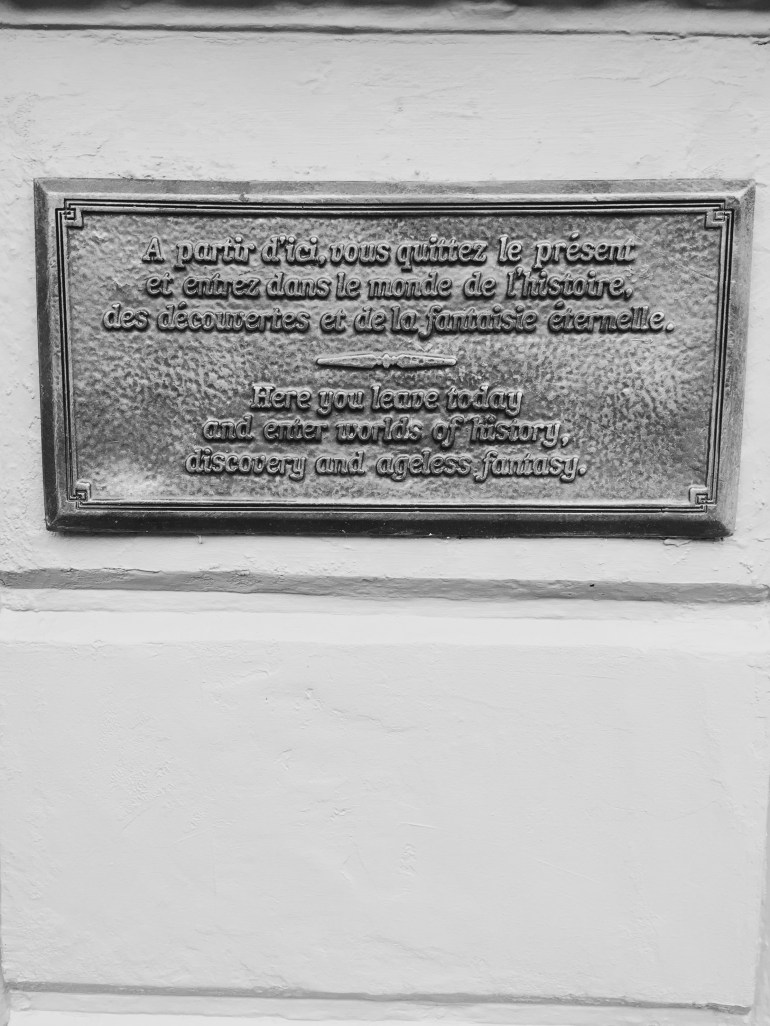 A partir d'ici, vous quittez le présent
et entrez dans le monde de l'histoire,
des découvertes et de la fantaisie éternelle.
Here you leave today
and enter worlds of history,
discovery and ageless fantasy.